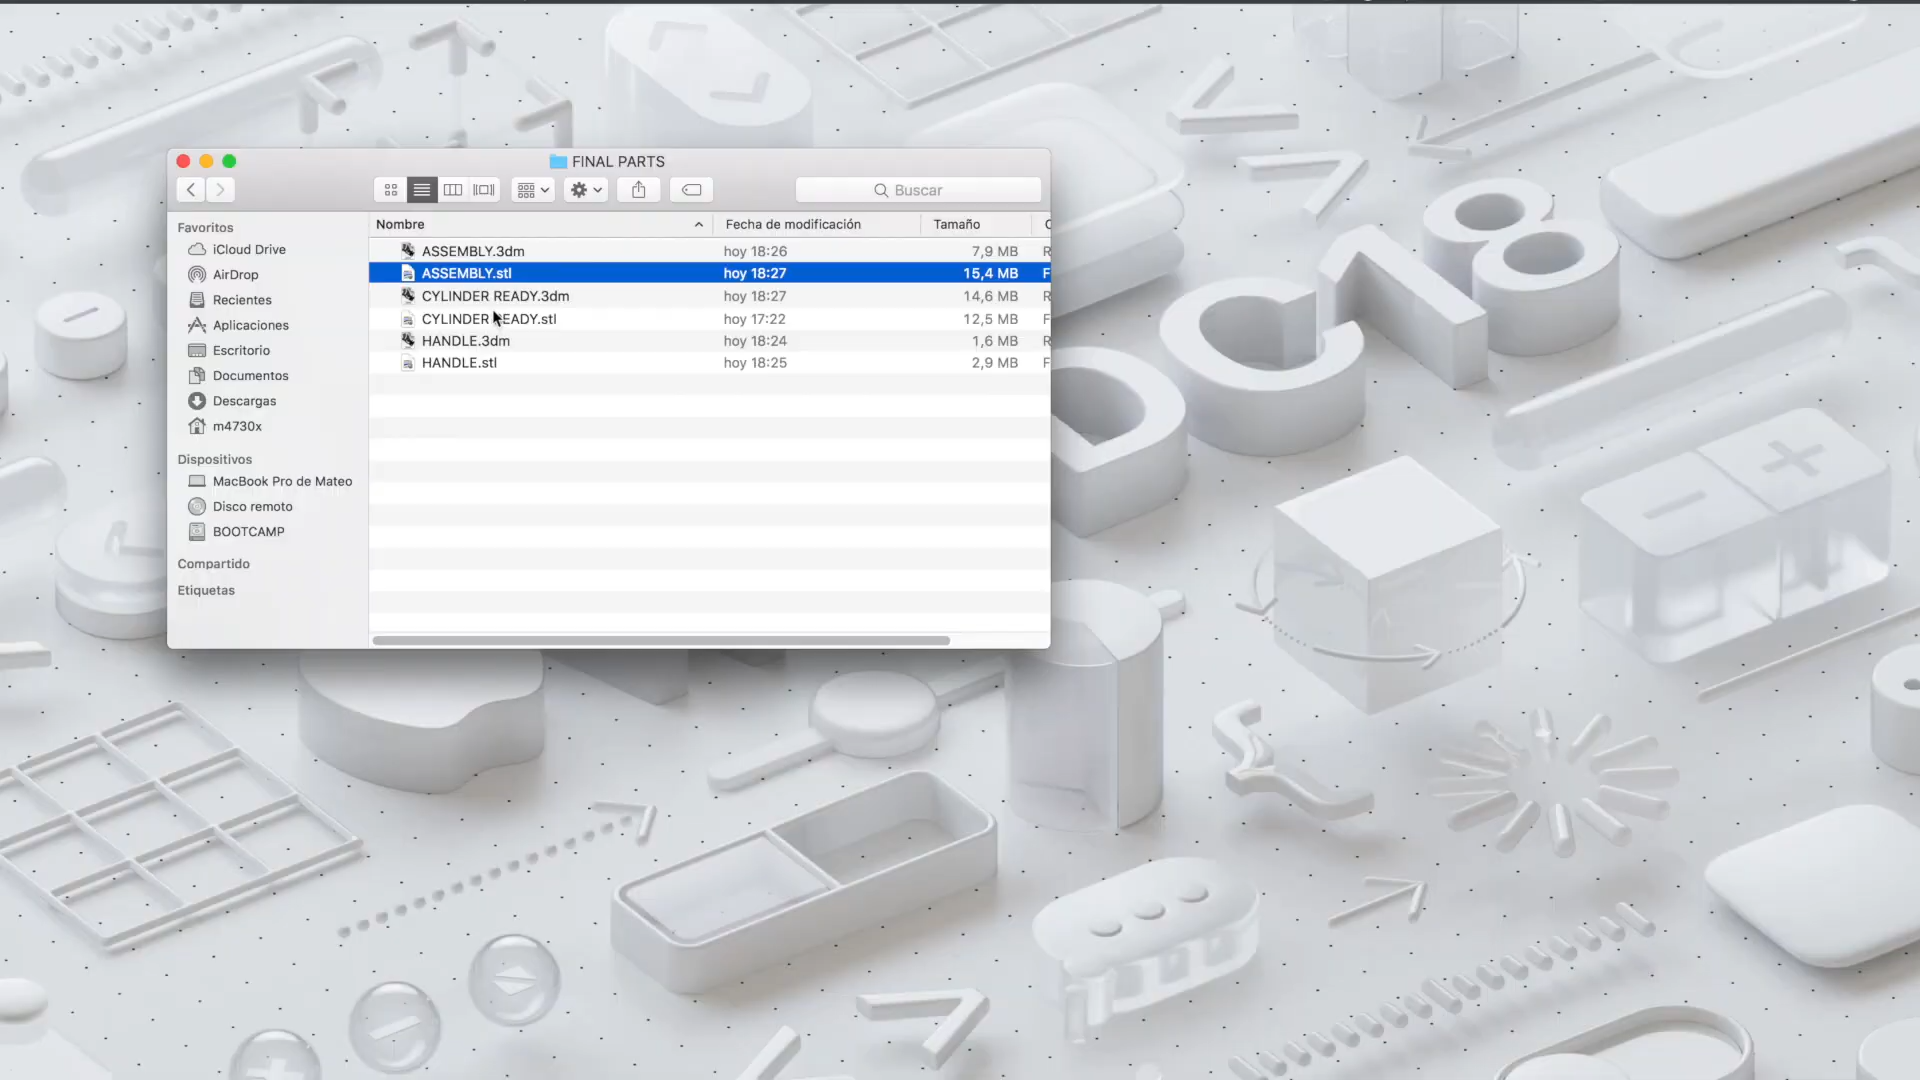 FINAL PARTS
Buscar
Favoritos
iCloud Drive
AirDrop
Recientes
Aplicaciones
Escritorio
Documentos
Descargas
m4730x
Dispositivos
MacBook Pro de Mateo
Disco remoto
BOOTCAMP
Compartido
Etiquetas
Nombre Fecha de modificación Tamaño
ASSEMBLY.3dm hoy 18:26 7,9 MB R
ASSEMBLY.stl hoy 18:27 15,4 MB F
CYLINDER READY.3dm hoy 18:27 14,6 MB R
CYLINDER READY.stl hoy 17:22 12,5 MB F
HANDLE.3dm hoy 18:24 1,6 MB R
HANDLE.stl hoy 18:25 2,9 MB F
DC18